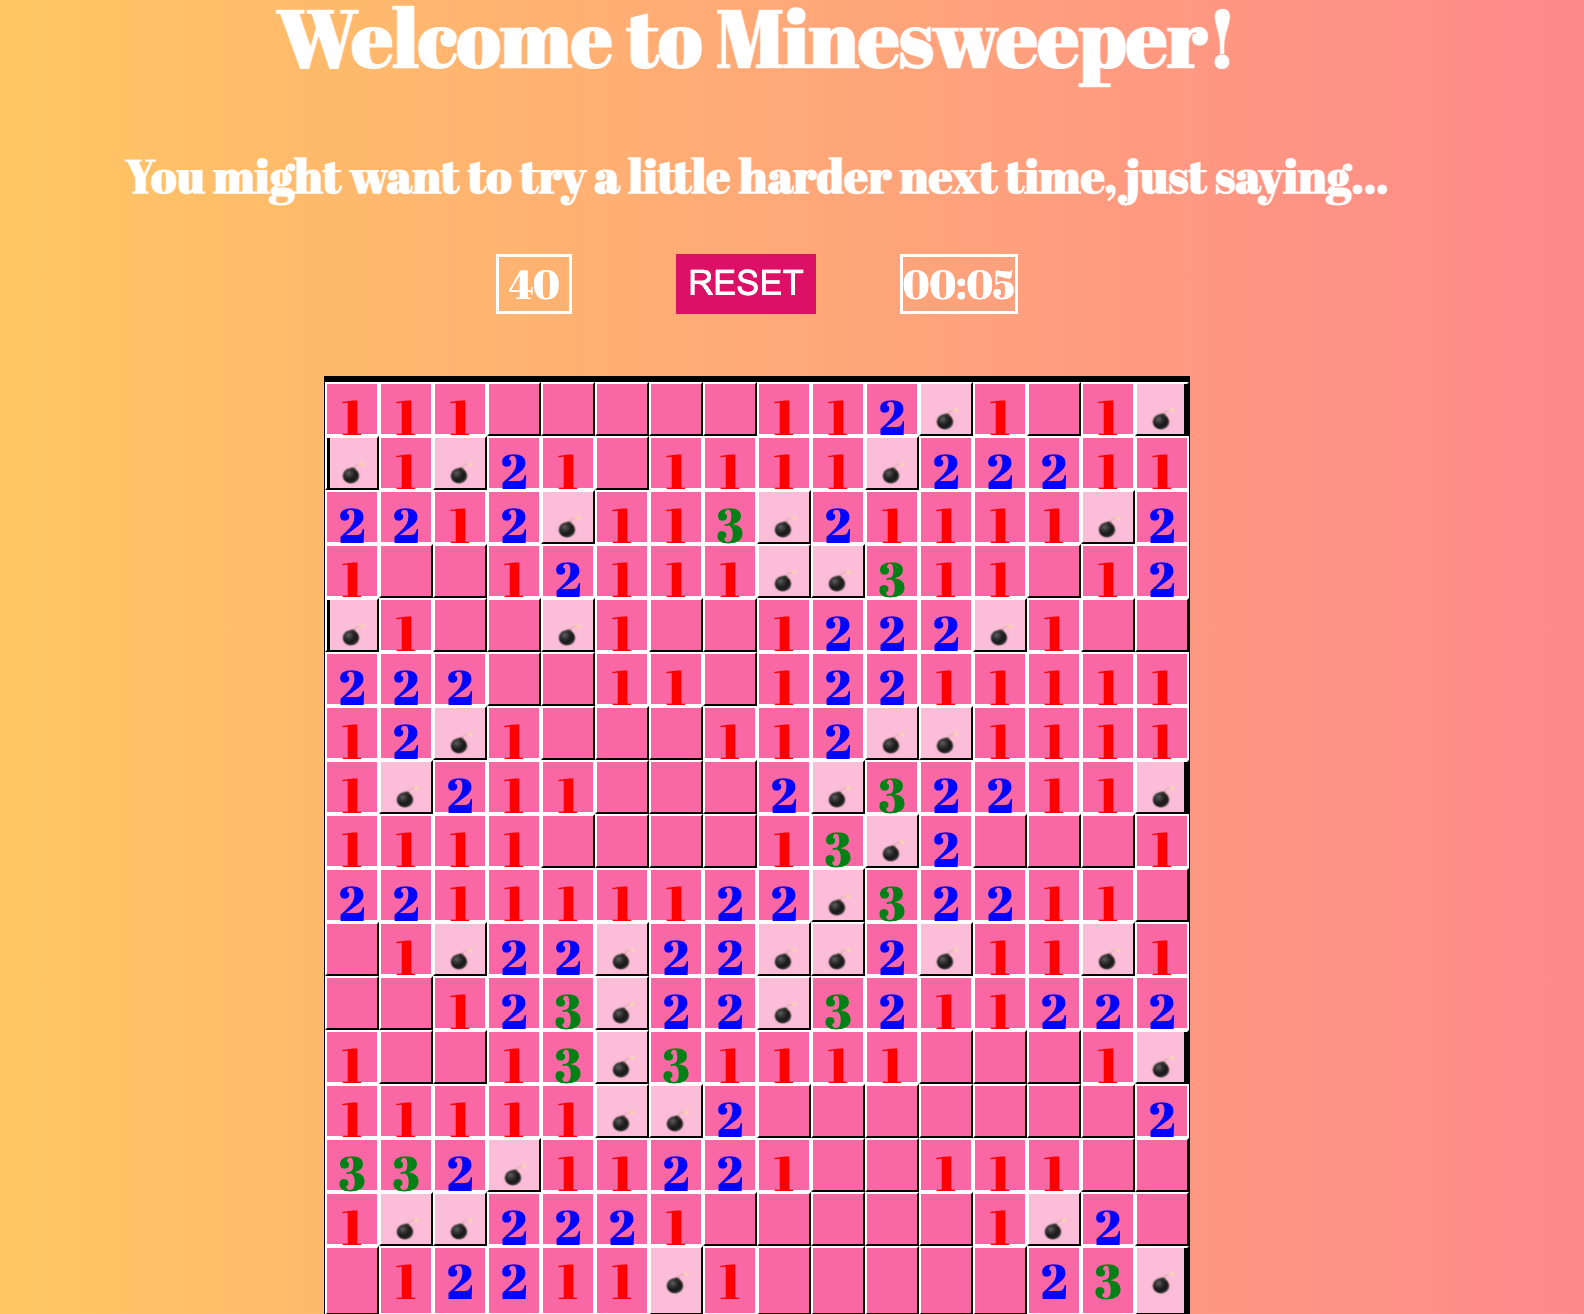 Welcome to Minesweeper!
You might want to try a little harder next time, just saying...
40 RESET 00:05
1 1 1 1 1 2 1 1
1 2 1 1 1 1 1 2 2 2 1 1
2 2 1 2 1 1 3 2 1 1 1 1 2
1 1 2 1 1 1 3 1 1 1 2
1 1 1 2 2 2 1
2 2 2 1 1 1 2 2 1 1 1 1 1
1 2 1 1 1 2 1 1 1 1
1 2 1 1 2 3 2 2 1 1
1 1 1 1 1 3 2 1
2 2 1 1 1 1 1 2 2 3 2 2 1 1
1 2 2 2 2 2 1 1 1
1 2 3 2 2 3 2 1 1 2 2 2
1 1 3 3 1 1 1 1 1
1 1 1 1 1 2 2
3 3 2 1 1 2 2 1 1 1 1
1 2 2 2 1 1 2
1 2 2 1 1 1 2 3